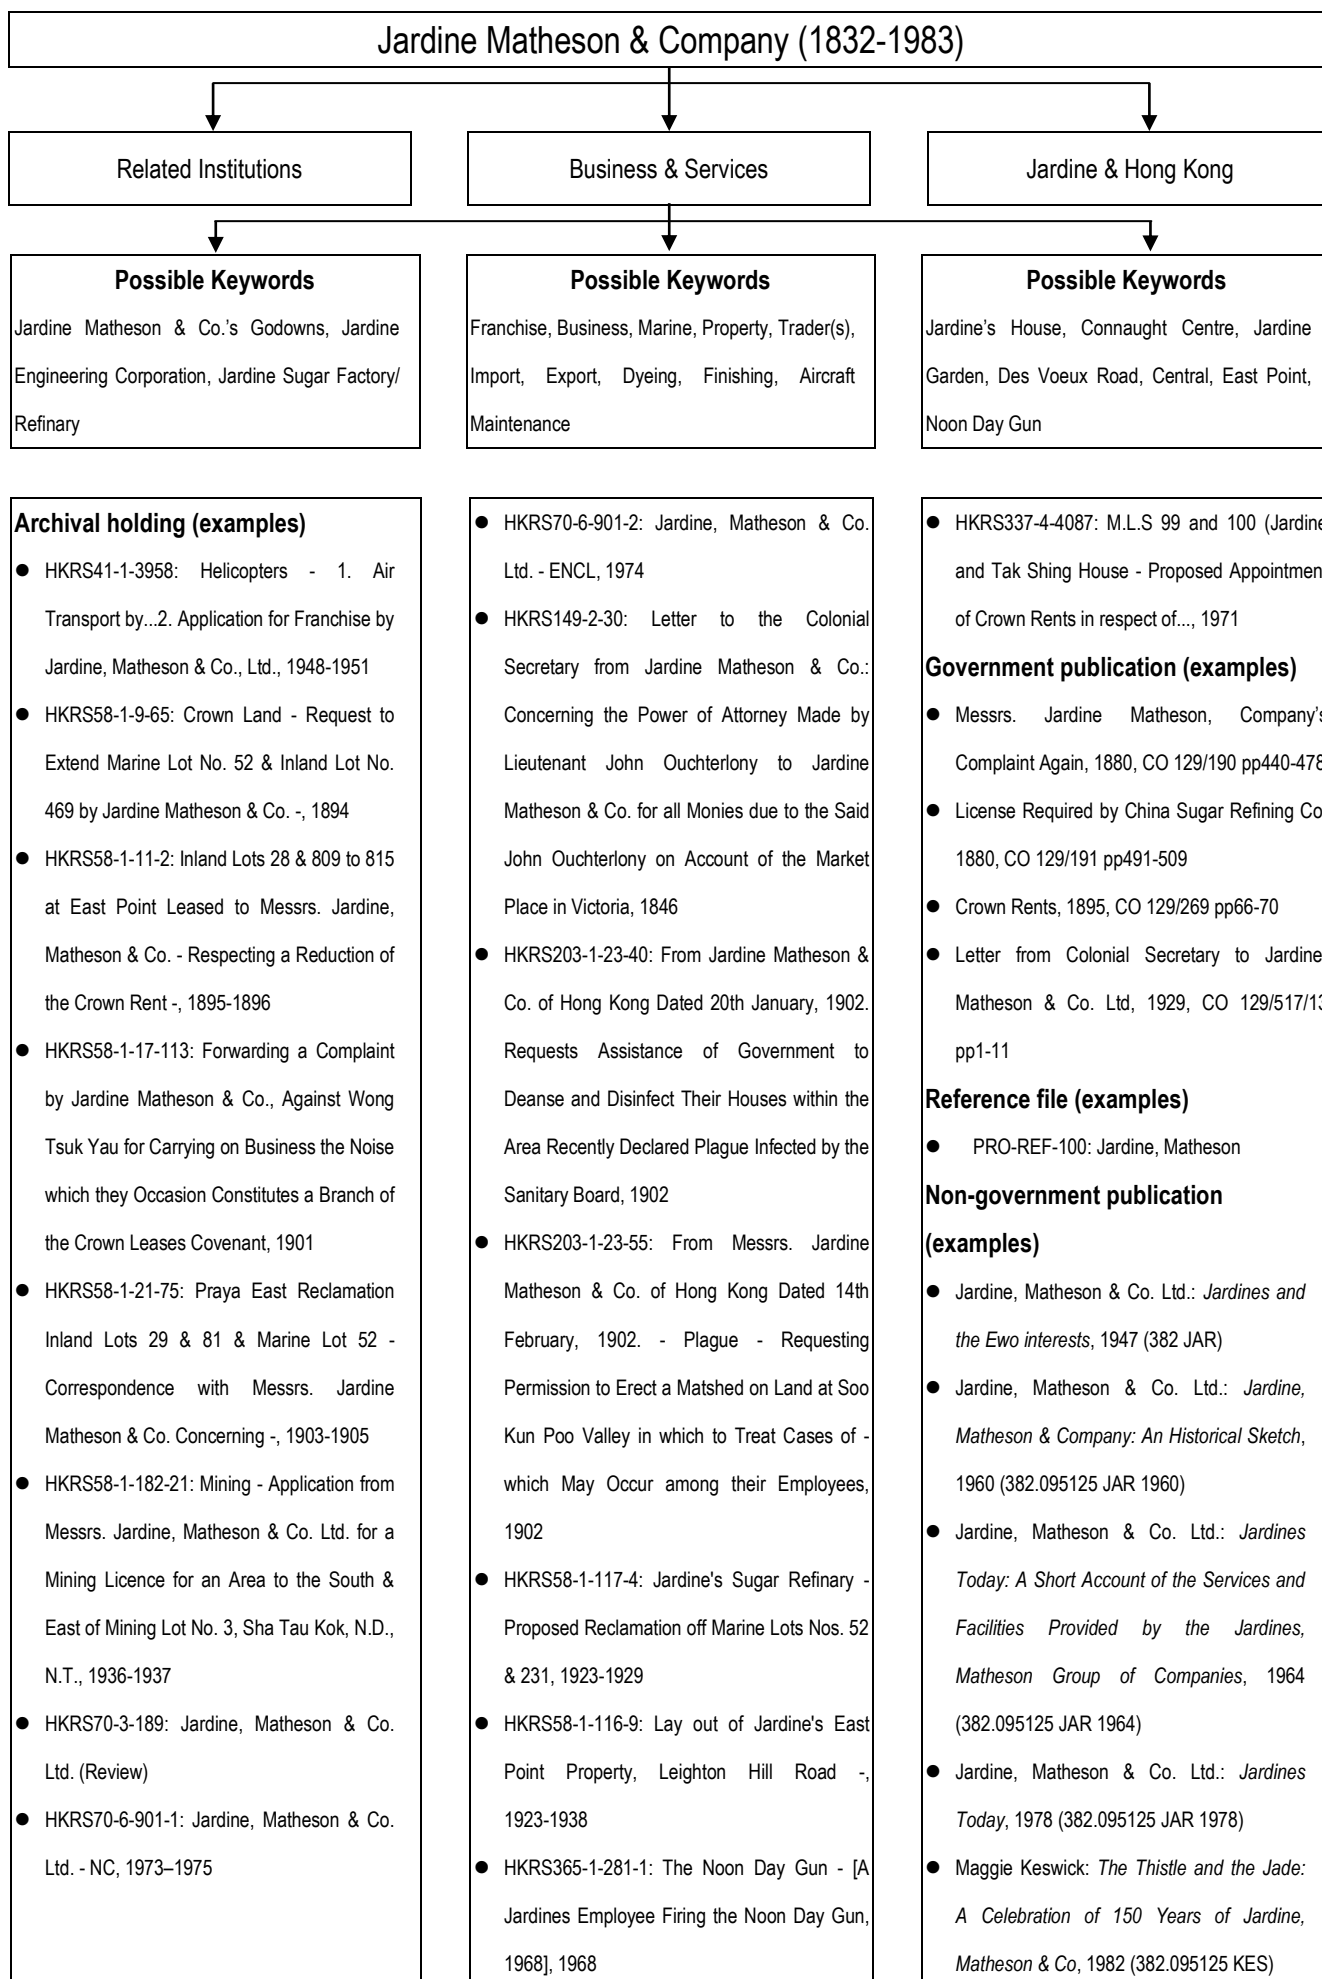 Jardine Matheson & Company (1832-1983)
Related Institutions
Business & Services
Jardine & Hong Kong
Possible Keywords
Jardine Matheson & Co.'s Godowns, Jardine
Engineering Corporation, Jardine Sugar Factory/
Refinary
Possible Keywords
Franchise, Business, Marine, Property, Trader(s),
Import, Export, Dyeing, Finishing, Aircraft
Maintenance
Possible Keywords
Jardine's House, Connaught Centre, Jardine
Garden, Des Voeux Road, Central, East Point,
Noon Day Gun
Archival holding (examples)
● HKRS41-1-3958: Helicopters - 1. Air
Transport by...2. Application for Franchise by
Jardine, Matheson & Co., Ltd., 1948-1951
● HKRS58-1-9-65: Crown Land - Request to
Extend Marine Lot No. 52 & Inland Lot No.
469 by Jardine Matheson & Co. -, 1894
● HKRS58-1-11-2: Inland Lots 28 & 809 to 815
at East Point Leased to Messrs. Jardine,
Matheson & Co. - Respecting a Reduction of
the Crown Rent -, 1895-1896
● HKRS58-1-17-113: Forwarding a Complaint
by Jardine Matheson & Co., Against Wong
Tsuk Yau for Carrying on Business the Noise
which they Occasion Constitutes a Branch of
the Crown Leases Covenant, 1901
● HKRS58-1-21-75: Praya East Reclamation
Inland Lots 29 & 81 & Marine Lot 52 -
Correspondence with Messrs. Jardine
Matheson & Co. Concerning -, 1903-1905
● HKRS58-1-182-21: Mining - Application from
Messrs. Jardine, Matheson & Co. Ltd. for a
Mining Licence for an Area to the South &
East of Mining Lot No. 3, Sha Tau Kok, N.D.,
N.T., 1936-1937
● HKRS70-3-189: Jardine, Matheson & Co.
Ltd. (Review)
● HKRS70-6-901-1: Jardine, Matheson & Co.
Ltd. - NC, 1973–1975
● HKRS70-6-901-2: Jardine, Matheson & Co.
Ltd. - ENCL, 1974
● HKRS149-2-30: Letter to the Colonial
Secretary from Jardine Matheson & Co.:
Concerning the Power of Attorney Made by
Lieutenant John Ouchterlony to Jardine
Matheson & Co. for all Monies due to the Said
John Ouchterlony on Account of the Market
Place in Victoria, 1846
● HKRS203-1-23-40: From Jardine Matheson &
Co. of Hong Kong Dated 20th January, 1902.
Requests Assistance of Government to
Deanse and Disinfect Their Houses within the
Area Recently Declared Plague Infected by the
Sanitary Board, 1902
● HKRS203-1-23-55: From Messrs. Jardine
Matheson & Co. of Hong Kong Dated 14th
February, 1902. - Plague - Requesting
Permission to Erect a Matshed on Land at Soo
Kun Poo Valley in which to Treat Cases of -
which May Occur among their Employees,
1902
● HKRS58-1-117-4: Jardine's Sugar Refinary -
Proposed Reclamation off Marine Lots Nos. 52
& 231, 1923-1929
● HKRS58-1-116-9: Lay out of Jardine's East
Point Property, Leighton Hill Road -,
1923-1938
● HKRS365-1-281-1: The Noon Day Gun - [A
Jardines Employee Firing the Noon Day Gun,
1968], 1968
● HKRS337-4-4087: M.L.S 99 and 100 (Jardine
and Tak Shing House - Proposed Appointmen
of Crown Rents in respect of..., 1971
Government publication (examples)
● Messrs. Jardine Matheson, Company's
Complaint Again, 1880, CO 129/190 pp440-478
● License Required by China Sugar Refining Co
1880, CO 129/191 pp491-509
● Crown Rents, 1895, CO 129/269 pp66-70
● Letter from Colonial Secretary to Jardine
Matheson & Co. Ltd, 1929, CO 129/517/13
pp1-11
Reference file (examples)
● PRO-REF-100: Jardine, Matheson
Non-government publication
(examples)
● Jardine, Matheson & Co. Ltd.: Jardines and
the Ewo interests, 1947 (382 JAR)
● Jardine, Matheson & Co. Ltd.: Jardine,
Matheson & Company: An Historical Sketch,
1960 (382.095125 JAR 1960)
● Jardine, Matheson & Co. Ltd.: Jardines
Today: A Short Account of the Services and
Facilities Provided by the Jardines,
Matheson Group of Companies, 1964
(382.095125 JAR 1964)
● Jardine, Matheson & Co. Ltd.: Jardines
Today, 1978 (382.095125 JAR 1978)
● Maggie Keswick: The Thistle and the Jade:
A Celebration of 150 Years of Jardine,
Matheson & Co, 1982 (382.095125 KES)